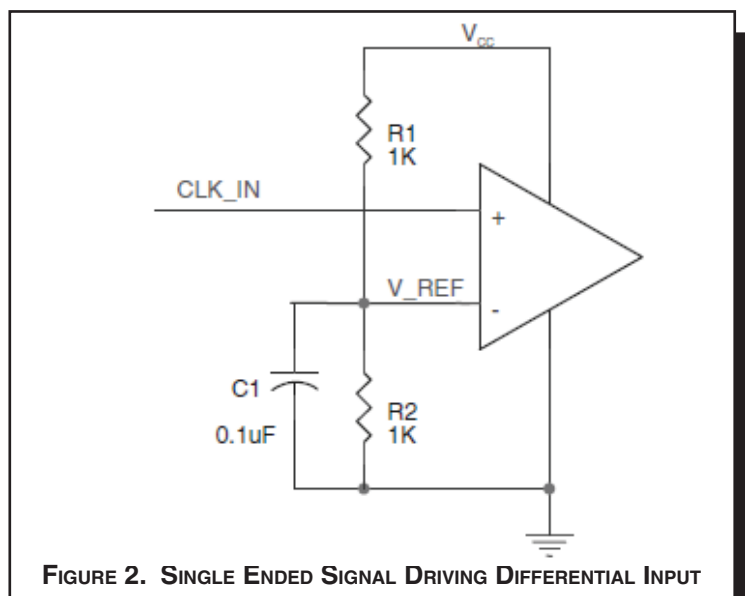 Vcc
R1
1K
CLK_IN
+
V_REF
-
C1
0.1uF
R2
1K
FIGURE 2. SINGLE ENDED SIGNAL DRIVING DIFFERENTIAL INPUT